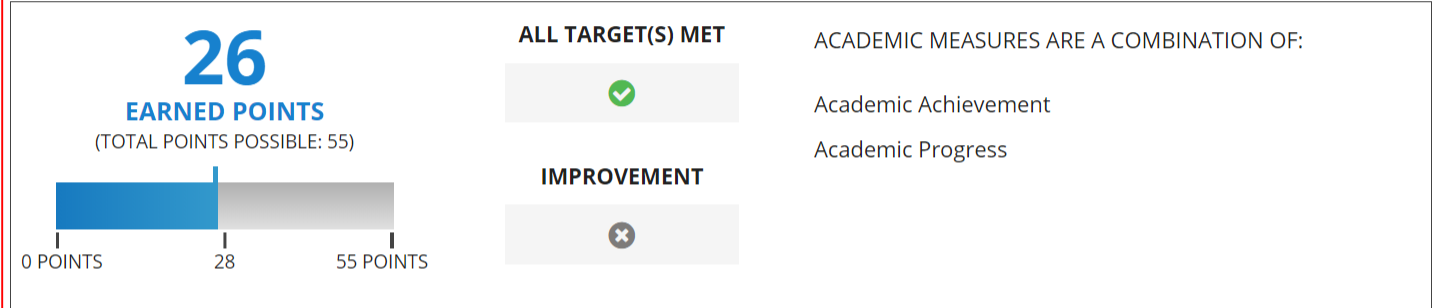 26
EARNED POINTS
(TOTAL POINTS POSSIBLE: 55)
0 POINTS 28 55 POINTS
ALL TARGET(S) MET
IMPROVEMENT
ACADEMIC MEASURES ARE A COMBINATION OF:
Academic Achievement
Academic Progress